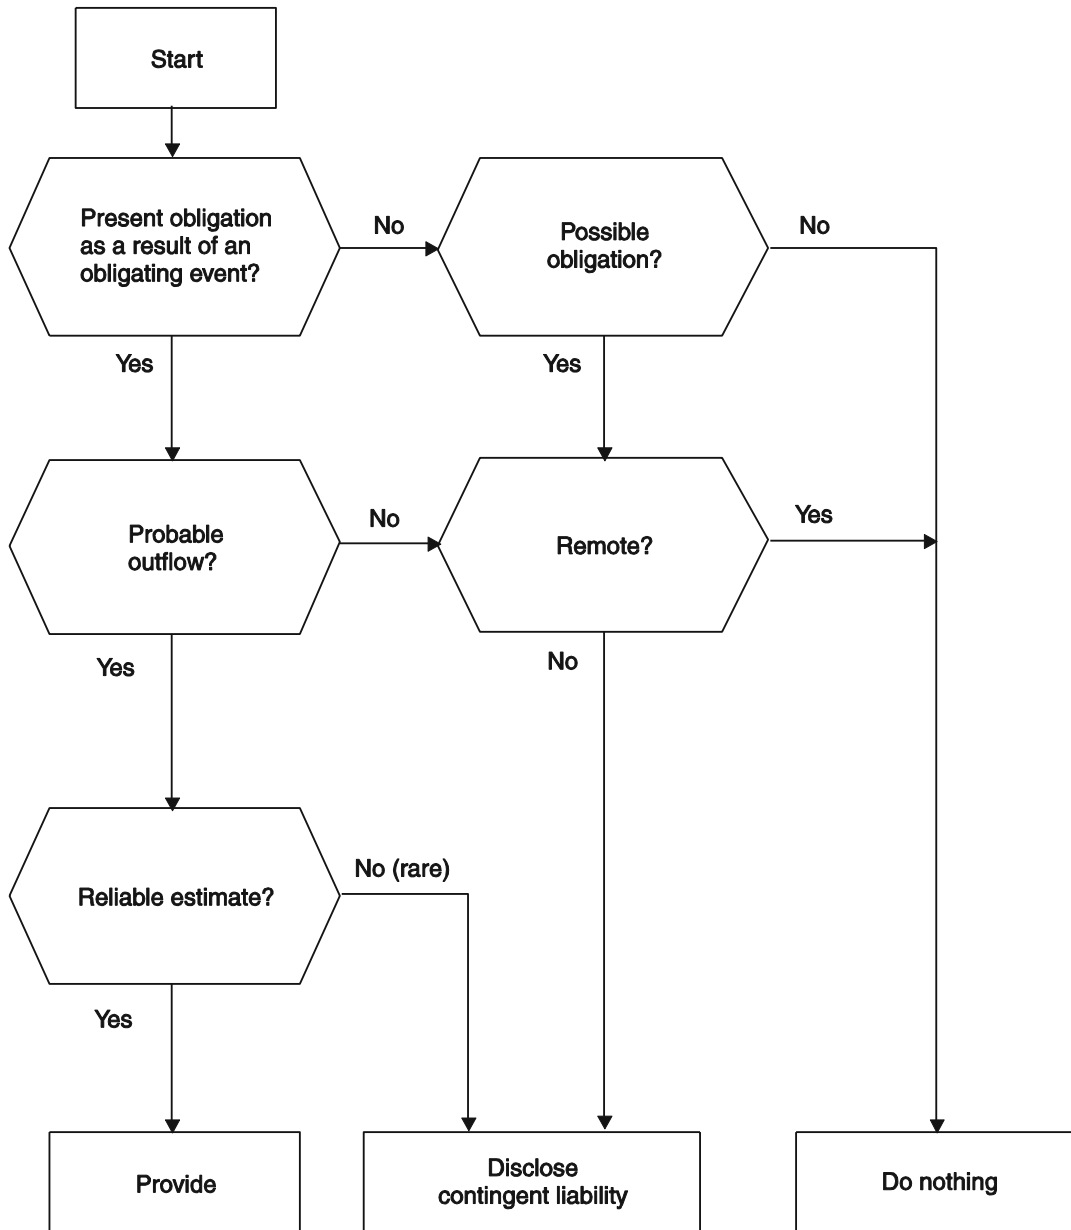 Start
Present obligation
as a result of an
obligating event?
No
Possible
obligation?
No
Yes
Yes
Probable
outflow?
No
Remote?
Yes
Yes
No
Reliable estimate?
No (rare)
Yes
Provide
Disclose
contingent liability
Do nothing